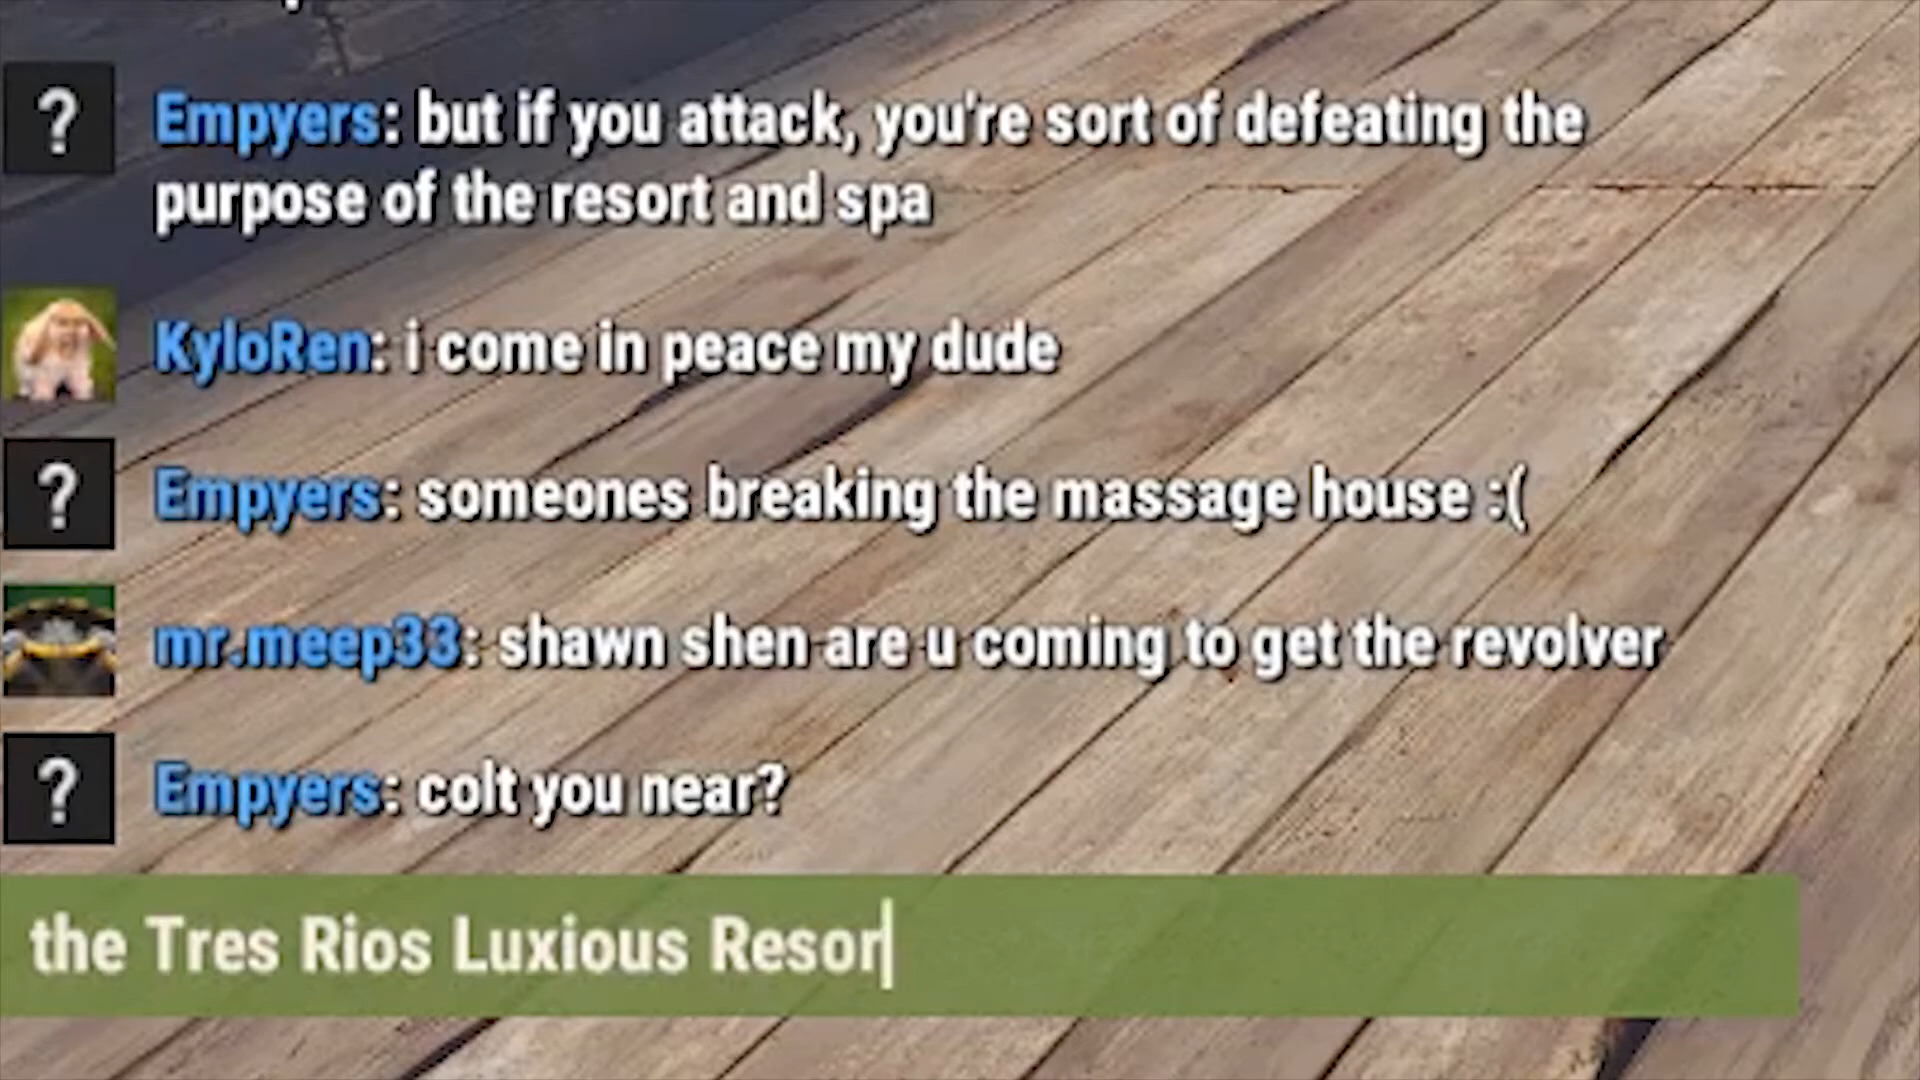 Empyers: but if you attack, you're sort of defeating the
purpose of the resort and spa
KyloRen: i come in peace my dude
Empyers: someones breaking the massage house :(
mr.meep33: shawn shen are u coming to get the revolver
Empyers: colt you near?
the Tres Rios Luxious Resor